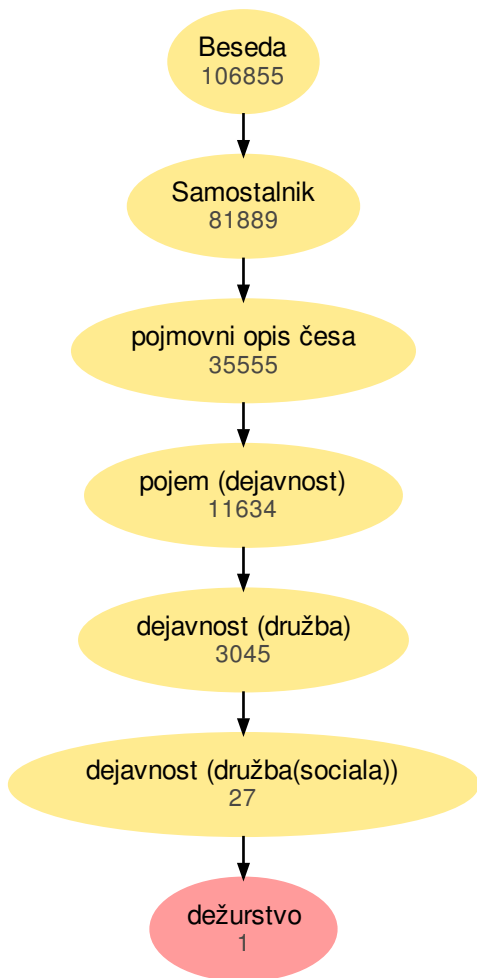 Beseda
106855
Samostalnik
81889
pojmovni opis česa
35555
pojem (dejavnost)
11634
dejavnost (družba)
3045
dejavnost (družba(sociala))
27
dežurstvo
1